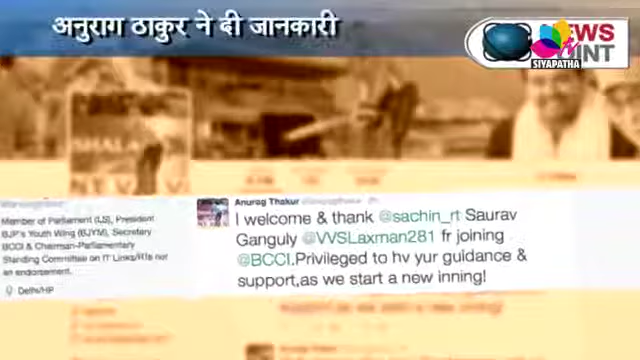 अनुराग ठाकुर ने दी जानकारी
NEWS
SIYAPATHA
Member of Parliament (LS), President
BJP's Youth Wing (BJYM), Secretary
BCCI & Chairman-Parliamentary
Standing Committee on IT Links/RTs not
an endorsement.
Delhi/HP
Anurag Thakur
I welcome & thank @sachin_rt Saurav
Ganguly @VVSLaxman281 fr joining
@BCCI.Privileged to hv yur guidance &
support,as we start a new inning!